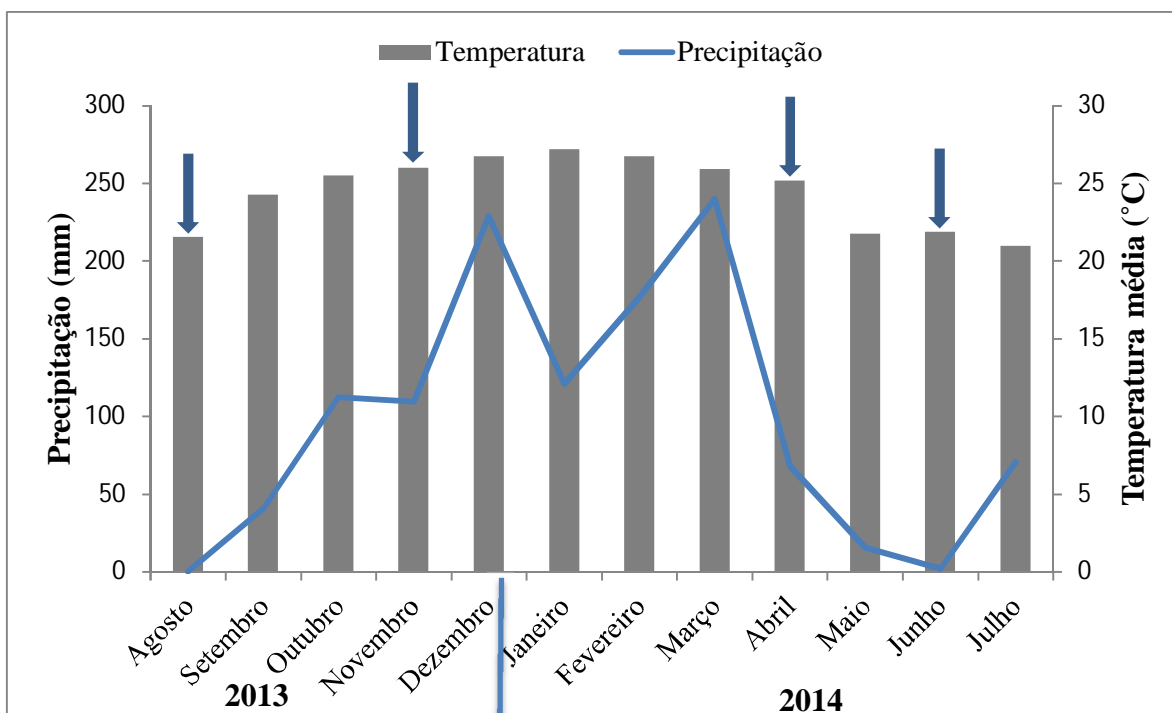 Temperatura Precipitação
Precipitação (mm)
300
250
200
150
100
50
0
30
25
20
15
10
5
0
Temperatura média (°C)
Agosto
Setembro
Outubro
Novembro
Dezembro
Janeiro
Fevereiro
Março
Abril
Maio
Junho
Julho
2013 2014